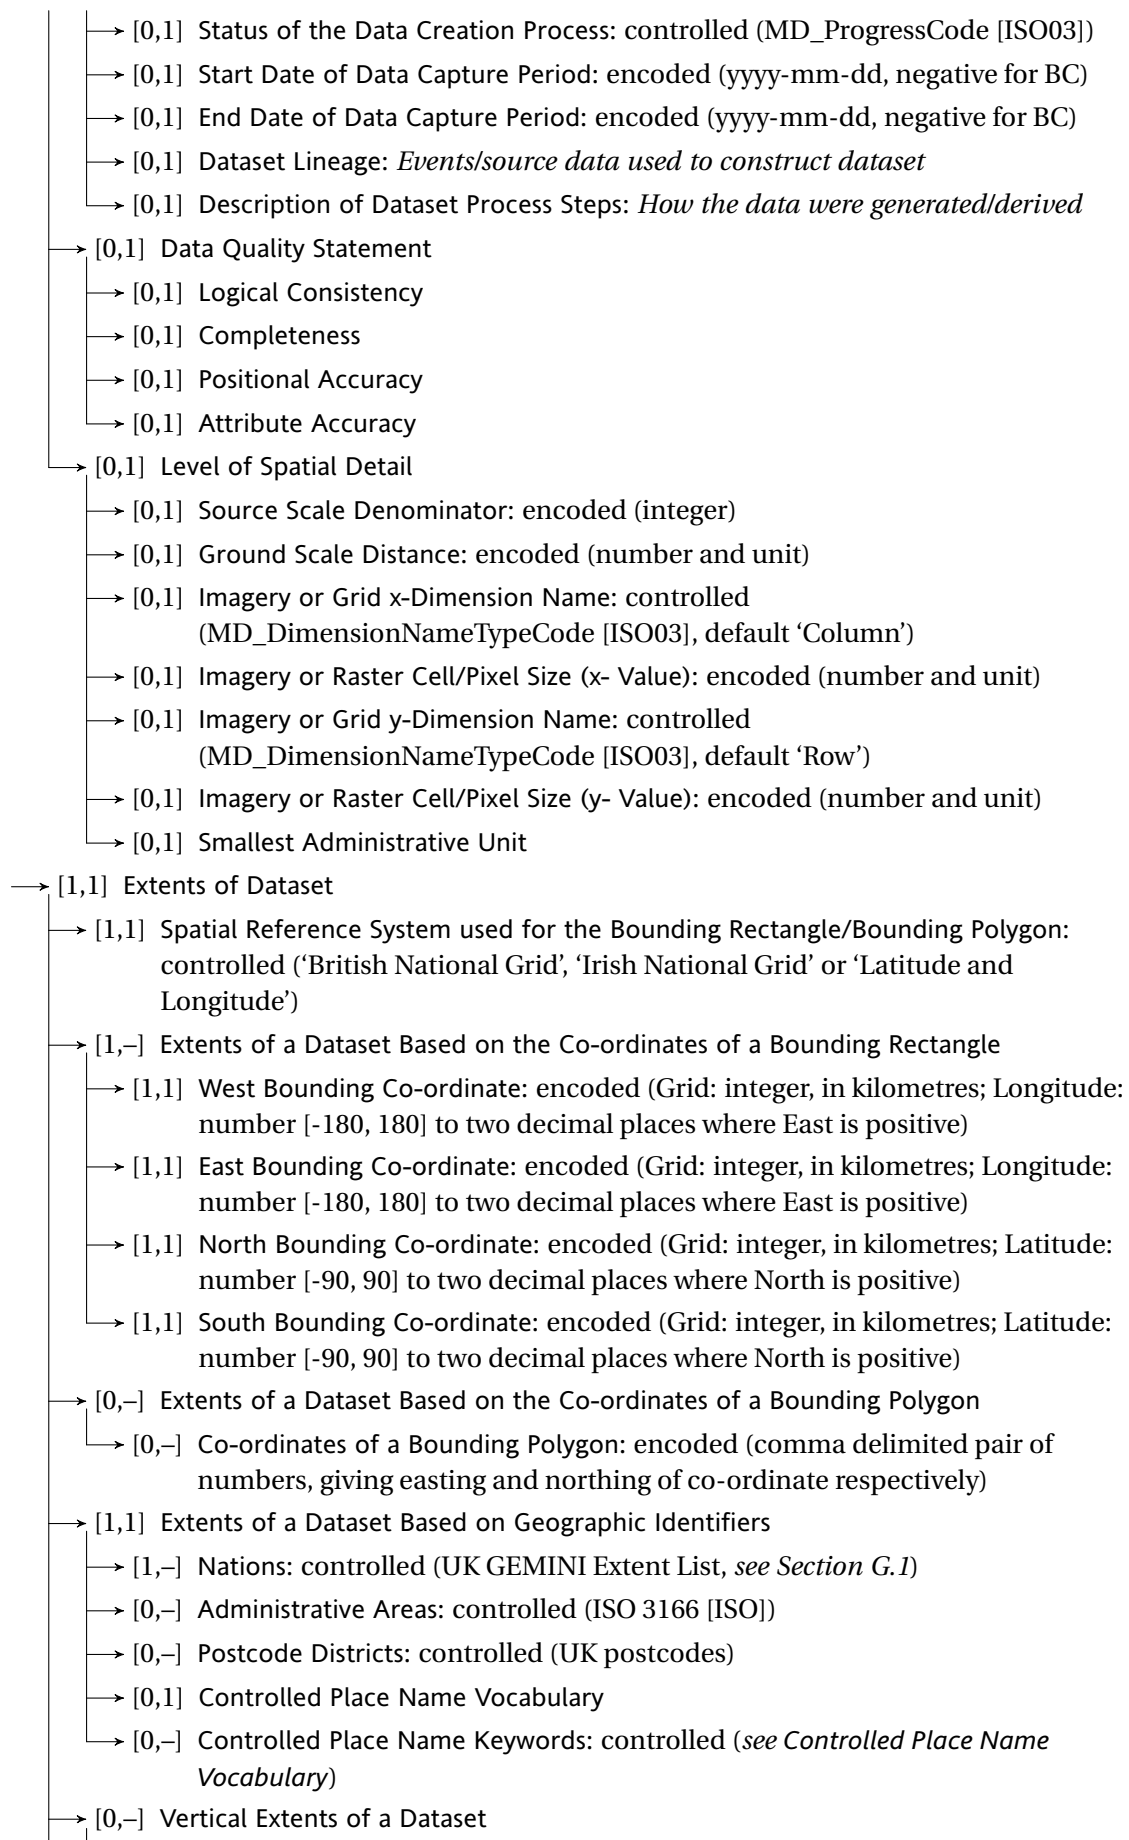 [0,1] Status of the Data Creation Process: controlled (MD_ProgressCode [ISO03])
[0,1] Start Date of Data Capture Period: encoded (yyyy-mm-dd, negative for BC)
[0,1] End Date of Data Capture Period: encoded (yyyy-mm-dd, negative for BC)
[0,1] Dataset Lineage: Events/source data used to construct dataset
[0,1] Description of Dataset Process Steps: How the data were generated/derived
[0,1] Data Quality Statement
[0,1] Logical Consistency
[0,1] Completeness
[0,1] Positional Accuracy
[0,1] Attribute Accuracy
[0,1] Level of Spatial Detail
[0,1] Source Scale Denominator: encoded (integer)
[0,1] Ground Scale Distance: encoded (number and unit)
[0,1] Imagery or Grid x-Dimension Name: controlled
(MD_DimensionNameTypeCode [ISO03], default ‘Column’)
[0,1] Imagery or Raster Cell/Pixel Size (x- Value): encoded (number and unit)
[0,1] Imagery or Grid y-Dimension Name: controlled
(MD_DimensionNameTypeCode [ISO03], default ‘Row’)
[0,1] Imagery or Raster Cell/Pixel Size (y- Value): encoded (number and unit)
[0,1] Smallest Administrative Unit
[1,1] Extents of Dataset
[1,1] Spatial Reference System used for the Bounding Rectangle/Bounding Polygon:
controlled (‘British National Grid’, ‘Irish National Grid’ or ‘Latitude and
Longitude’)
[1,–] Extents of a Dataset Based on the Co-ordinates of a Bounding Rectangle
[1,1] West Bounding Co-ordinate: encoded (Grid: integer, in kilometres; Longitude:
number [-180, 180] to two decimal places where East is positive)
[1,1] East Bounding Co-ordinate: encoded (Grid: integer, in kilometres; Longitude:
number [-180, 180] to two decimal places where East is positive)
[1,1] North Bounding Co-ordinate: encoded (Grid: integer, in kilometres; Latitude:
number [-90, 90] to two decimal places where North is positive)
[1,1] South Bounding Co-ordinate: encoded (Grid: integer, in kilometres; Latitude:
number [-90, 90] to two decimal places where North is positive)
[0,–] Extents of a Dataset Based on the Co-ordinates of a Bounding Polygon
[0,–] Co-ordinates of a Bounding Polygon: encoded (comma delimited pair of
numbers, giving easting and northing of co-ordinate respectively)
[1,1] Extents of a Dataset Based on Geographic Identifiers
[1,–] Nations: controlled (UK GEMINI Extent List, see Section G.1)
[0,–] Administrative Areas: controlled (ISO 3166 [ISO])
[0,–] Postcode Districts: controlled (UK postcodes)
[0,1] Controlled Place Name Vocabulary
[0,–] Controlled Place Name Keywords: controlled (see Controlled Place Name
Vocabulary)
[0,–] Vertical Extents of a Dataset